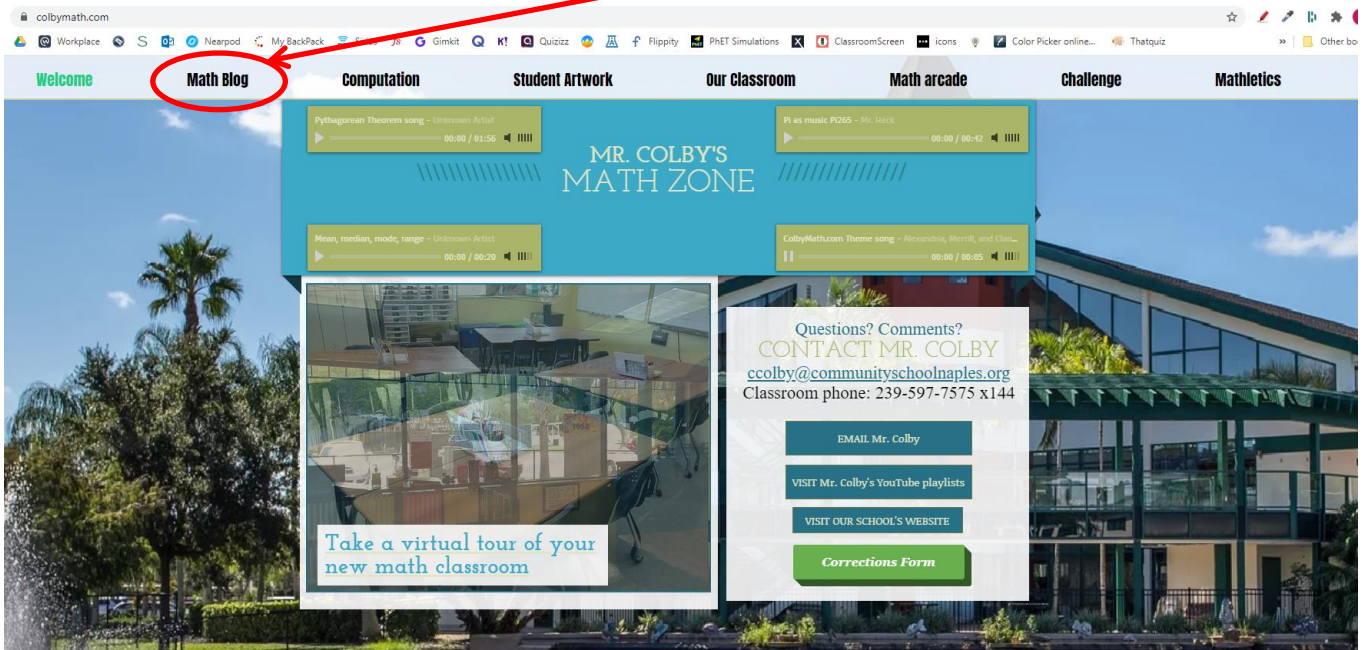 colbymath.com
Workplace
S
Nearpod
My BackPack
G Gimkit
Q
K!
Quizizz
Flippity
PhET Simulations
X
ClassroomScreen
icons
Color Picker online...
Thatquiz
»
Other bo
Welcome
Math Blog
Computation
Student Artwork
Our Classroom
Math arcade
Challenge
Mathletics
Pythagorean Theorem song - Unknown Artist
00:00 / 01:56
Pi as music Pi265 - Mr. Heck
00:00 / 00:42
MR. COLBY'S
MATH ZONE
Mean, median, mode, range - Unknown Artist
00:00 / 00:20
ColbyMath.com Theme song - Alexandria, Merrill, and Clau...
00:00 / 00:05
Take a virtual tour of your
new math classroom
Questions? Comments?
CONTACT MR. COLBY
ccolby@communityschoolnaples.org
Classroom phone: 239-597-7575 x144
EMAIL Mr. Colby
VISIT Mr. Colby's YouTube playlists
VISIT OUR SCHOOL'S WEBSITE
Corrections Form